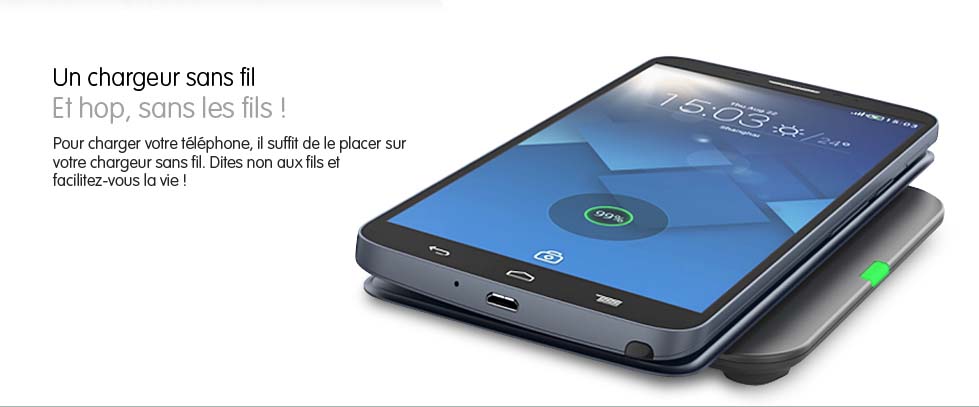 Un chargeur sans fil
Et hop, sans les fils !
Pour charger votre téléphone, il suffit de le placer sur
votre chargeur sans fil. Dites non aux fils et
facilitez-vous la vie !
15:03
Thu Aug 22
15:03
Shanghai
24°
99%